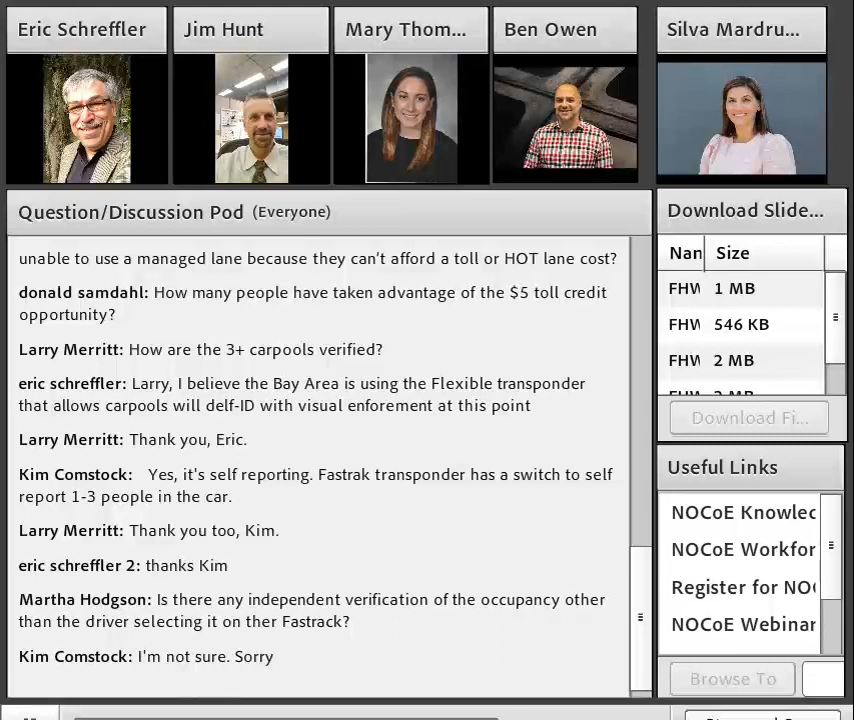 Eric Schreffler
Jim Hunt
Mary Thom...
Ben Owen
Silva Mardru...
Question/Discussion Pod (Everyone)
unable to use a managed lane because they can't afford a toll or HOT lane cost?
donald samdahl: How many people have taken advantage of the $5 toll credit
opportunity?
Larry Merritt: How are the 3+ carpools verified?
eric schreffler: Larry, I believe the Bay Area is using the Flexible transponder
that allows carpools will delf-ID with visual enforement at this point
Larry Merritt: Thank you, Eric.
Kim Comstock: Yes, it's self reporting. Fastrak transponder has a switch to self
report 1-3 people in the car.
Larry Merritt: Thank you too, Kim.
eric schreffler 2: thanks Kim
Martha Hodgson: Is there any independent verification of the occupancy other
than the driver selecting it on ther Fastrack?
Kim Comstock: I'm not sure. Sorry
Download Slide...
Nan Size
FHW 1 MB
FHW 546 KB
FHW 2 MB
Download Fi...
Useful Links
NOCoE Knowlec
NOCoE Workfor
Register for NO
NOCoE Webinar
Browse To